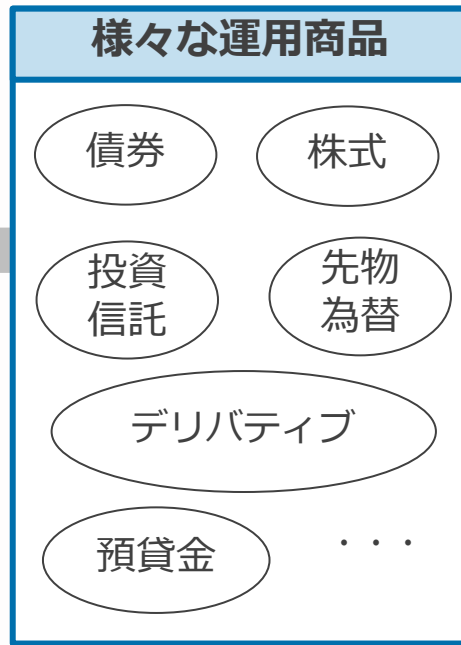 様々な運用商品
債券
株式
投資
信託
先物
為替
デリバティブ
預貸金
・・・